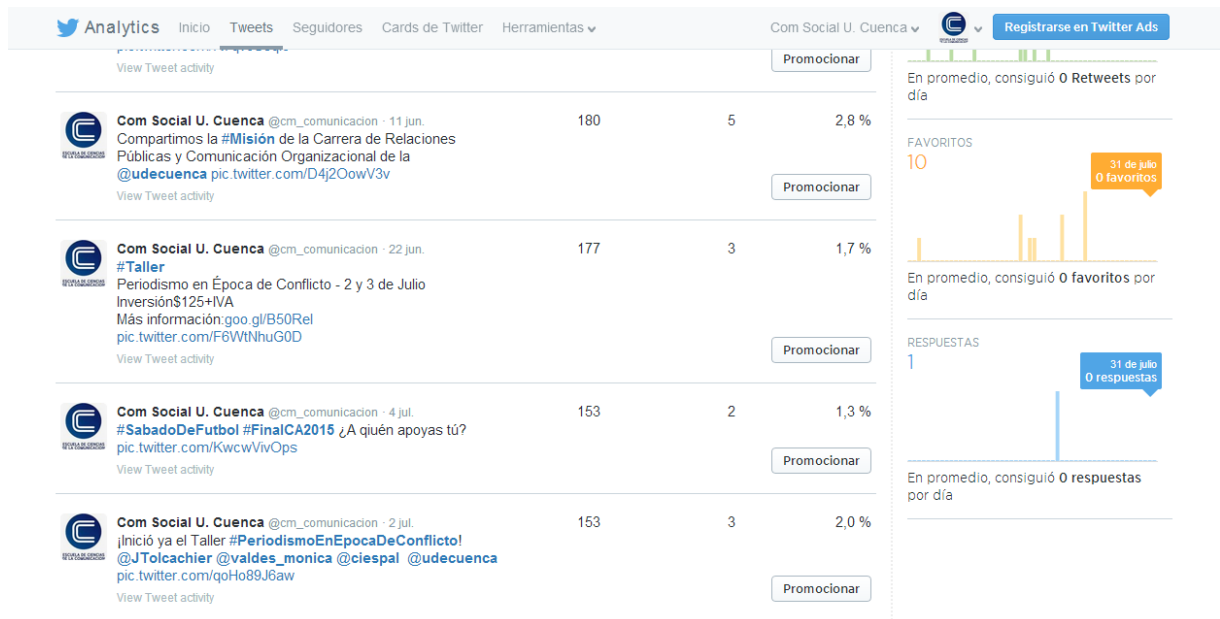 Analytics Inicio Tweets Seguidores Cards de Twitter Herramientas Com Social U. Cuenca Registrarse en Twitter Ads
View Tweet activity
Promocionar
Com Social U. Cuenca @cm_comunicacion · 11 jun. 180 5 2,8 %
Compartimos la #Misión de la Carrera de Relaciones
Públicas y Comunicación Organizacional de la
@udecuenca pic.twitter.com/D4j2OowV3v
Promocionar
View Tweet activity
Com Social U. Cuenca @cm_comunicacion · 22 jun. 177 3 1,7 %
#Taller
Periodismo en Época de Conflicto - 2 y 3 de Julio
Inversión$125+IVA
Más información:goo.gl/B50Rel
pic.twitter.com/F6WtNhuG0D
Promocionar
View Tweet activity
Com Social U. Cuenca @cm_comunicacion · 4 jul. 153 2 1,3 %
#SabadoDeFutbol #FinalCA2015 ¿A qiuén apoyas tú?
pic.twitter.com/KwcwVivOps
Promocionar
View Tweet activity
Com Social U. Cuenca @cm_comunicacion · 2 jul. 153 3 2,0 %
¡Inició ya el Taller #PeriodismoEnEpocaDeConflicto!
@JTolcachier @valdes_monica @ciespal @udecuenca
pic.twitter.com/qoHo89J6aw
Promocionar
View Tweet activity
En promedio, consiguió 0 Retweets por
día
FAVORITOS
10
31 de julio
0 favoritos
En promedio, consiguió 0 favoritos por
día
RESPUESTAS
1
31 de julio
0 respuestas
En promedio, consiguió 0 respuestas
por día